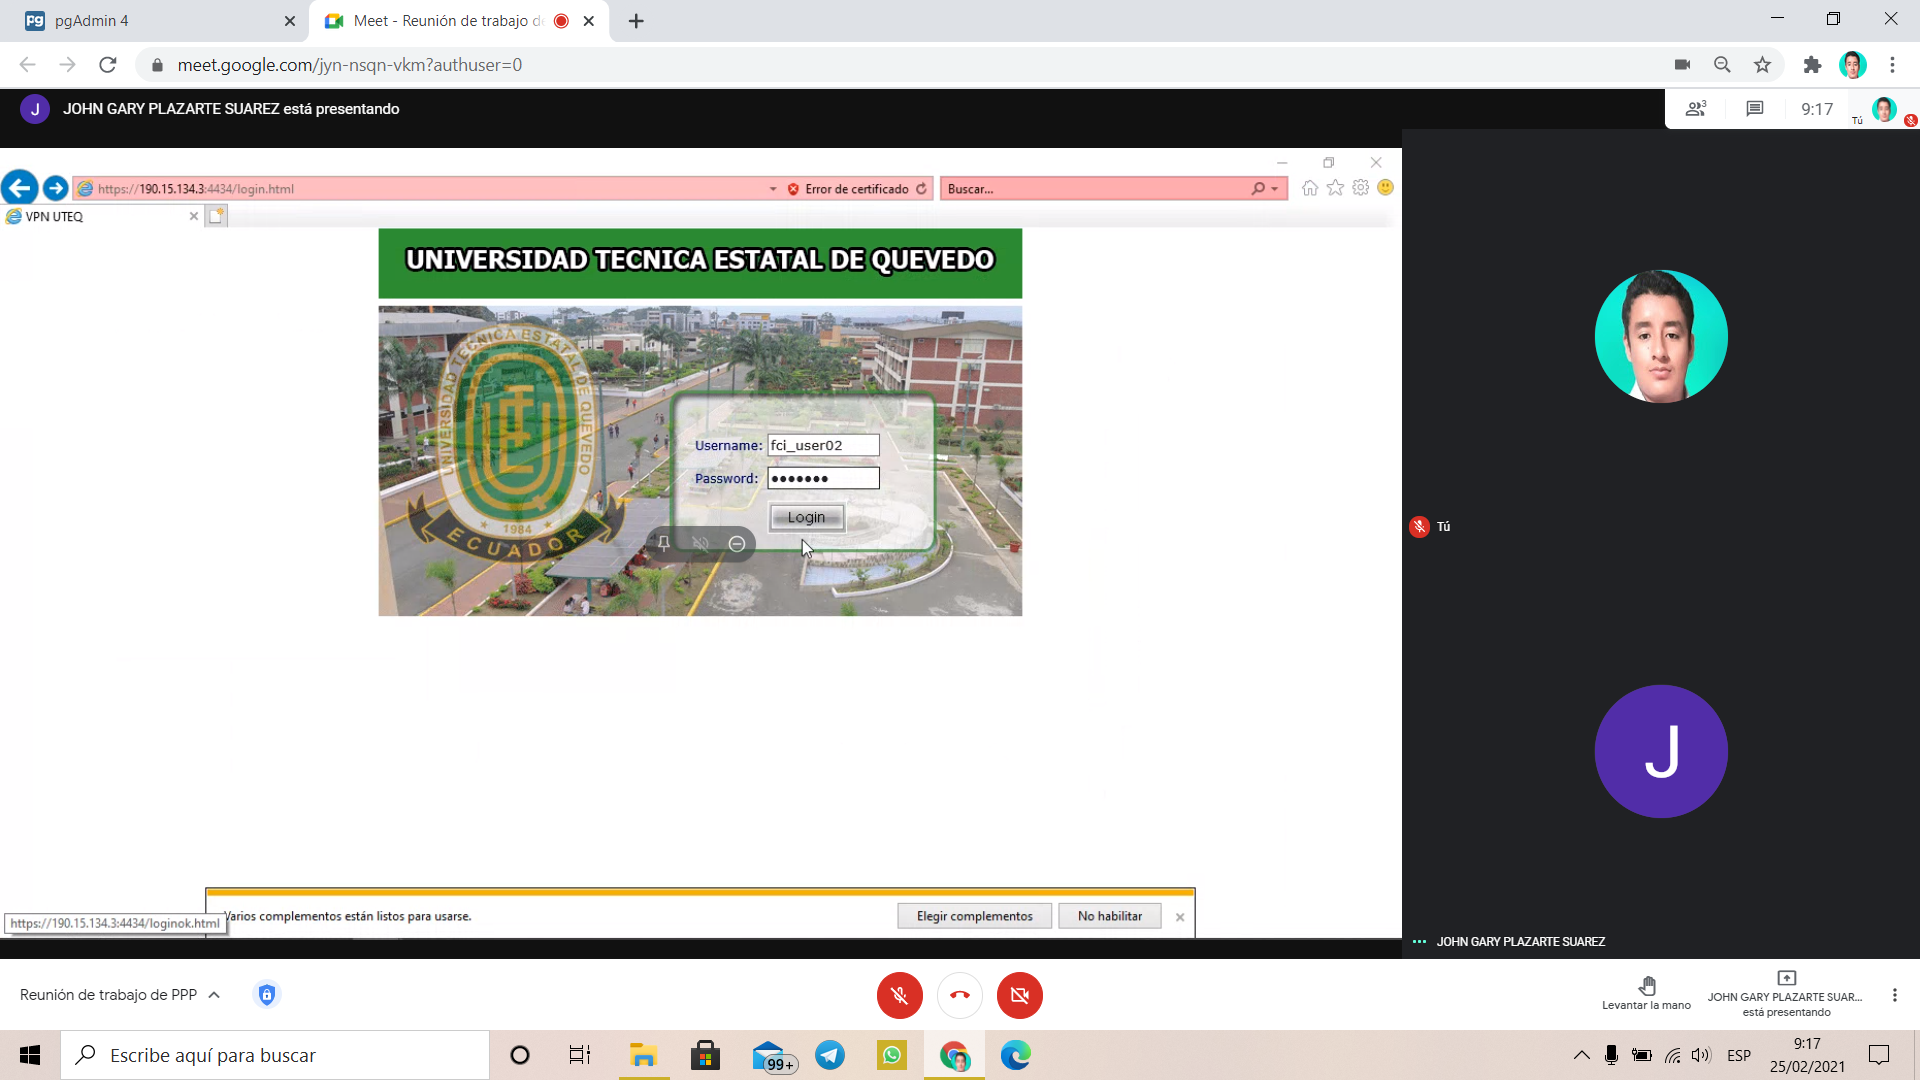 pgAdmin 4
Meet - Reunión de trabajo de
meet.google.com/jyn-nsqn-vkm?authuser=0
J
JOHN GARY PLAZARTE SUAREZ está presentando
3
9:17
Tú
https://190.15.134.3:4434/login.html
Error de certificado
Buscar...
VPN UTEQ
UNIVERSIDAD TECNICA ESTATAL DE QUEVEDO
UNIVERSIDAD TECNICA ESTATAL DE QUEVEDO
1984
ECUADOR
Username: fci_user02
Password: •••••••
Login
Tú
J
Varios complementos están listos para usarse.
Elegir complementos
No habilitar
https://190.15.134.3:4434/loginok.html
JOHN GARY PLAZARTE SUAREZ
Reunión de trabajo de PPP
Levantar la mano
JOHN GARY PLAZARTE SUAR...
está presentando
Escribe aquí para buscar
99+
ESP
9:17
25/02/2021